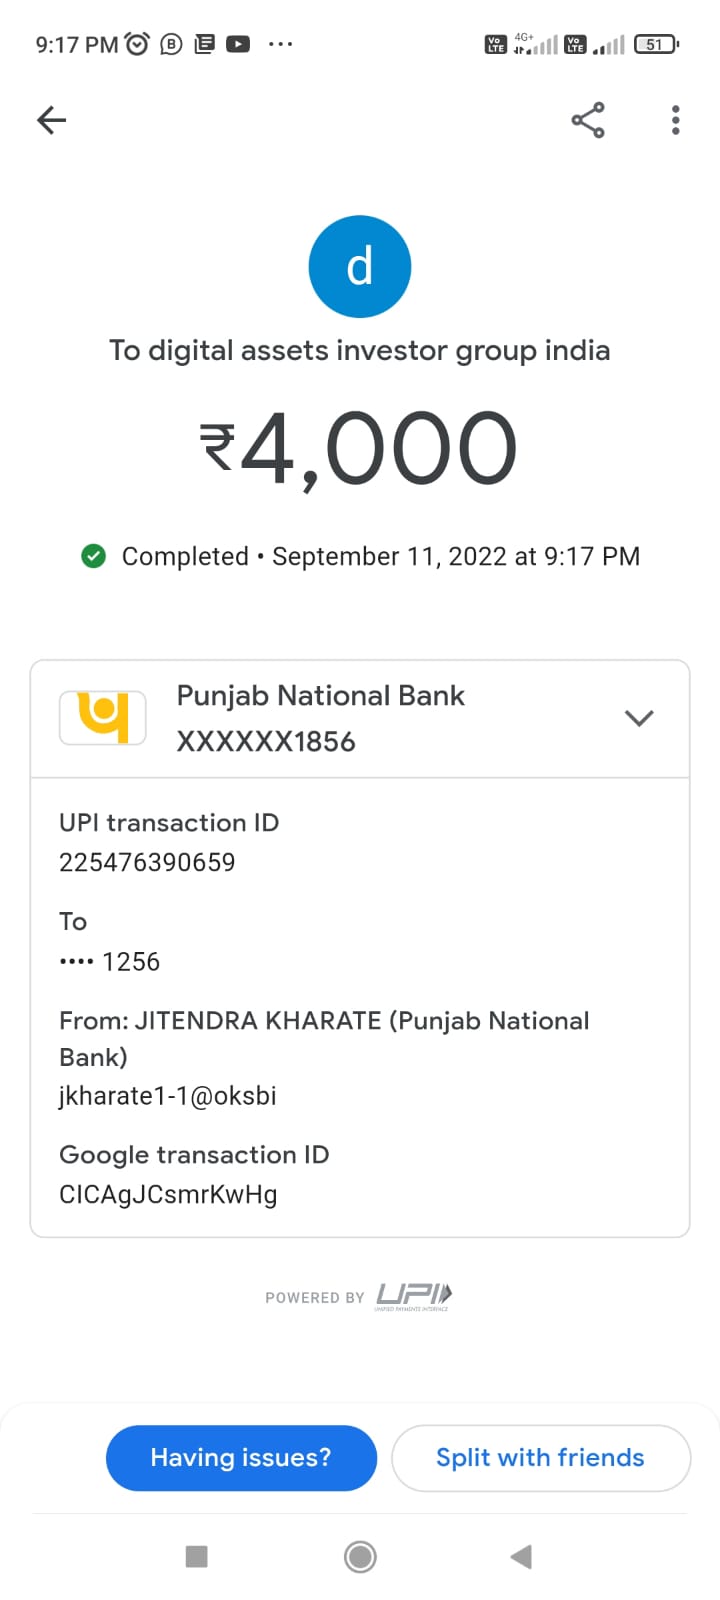 9:17 PM
4G+
51
d
To digital assets investor group india
₹4,000
Completed • September 11, 2022 at 9:17 PM
Punjab National Bank
XXXXXX1856
UPI transaction ID
225476390659
To
•••• 1256
From: JITENDRA KHARATE (Punjab National
Bank)
jkharate1-1@oksbi
Google transaction ID
CICAgJCsmrKwHg
POWERED BY UPI
UNIFIED PAYMENTS INTERFACE
Having issues?
Split with friends